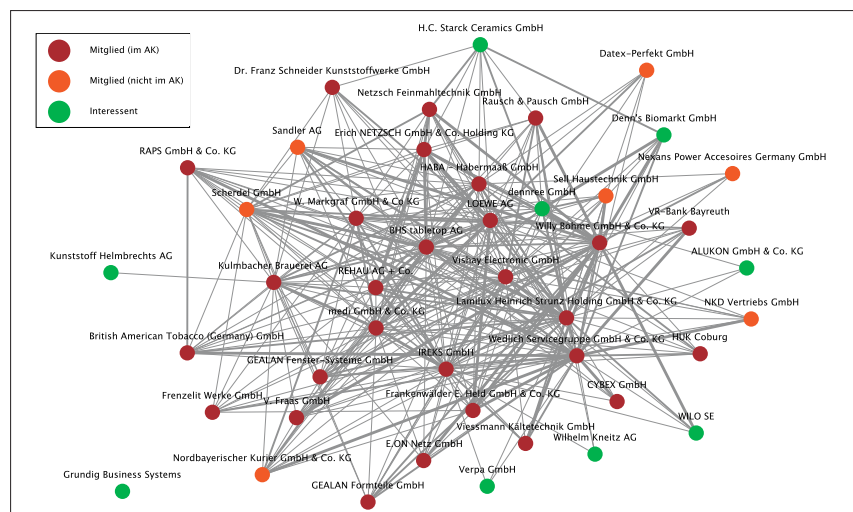 H.C. Starck Ceramics GmbH
Mitglied (im AK)
Datex-Perfekt GmbH
Dr. Franz Schneider Kunststoffwerke GmbH
Mitglied (nicht im AK)
Netzsch Feinmahltechnik GmbH
Rausch & Pausch GmbH
Interessent
Denn's Biomarkt GmbH
Sandler AG
Erich NETZSCH GmbH & Co. Holding KG
RAPS GmbH & Co. KG
Nexans Power Accesoires Germany GmbH
HABA - Habermaaß GmbH
Sell Haustechnik GmbH
Scherdel GmbH
dennree GmbH
W. Markgraf GmbH & Co KG
LOEWE AG
VR-Bank Bayreuth
BHS tabletop AG
Willy Böhme GmbH & Co. KG
Kunststoff Helmbrechts AG
ALUKON GmbH & Co. KG
Kulmbacher Brauerei AG
Vishay Electronic GmbH
REHAU AG + Co.
Lamilux Heinrich Strunz Holding GmbH & Co. KG
NKD Vertriebs GmbH
medi GmbH & Co. KG
British American Tobacco (Germany) GmbH
Wedlich Servicegruppe GmbH & Co. KG
HUK Coburg
IREKS GmbH
GEALAN Fenster-Systeme GmbH
CYBEX GmbH
Frenzelit Werke GmbH
V. Fraas GmbH
Frankenwälder E. Held GmbH & Co. KG
WILO SE
Viessmann Kältetechnik GmbH
Wilhelm Kneitz AG
E.ON Netz GmbH
Nordbayerischer Kurier GmbH & Co. KG
Verpa GmbH
Grundig Business Systems
GEALAN Formteile GmbH